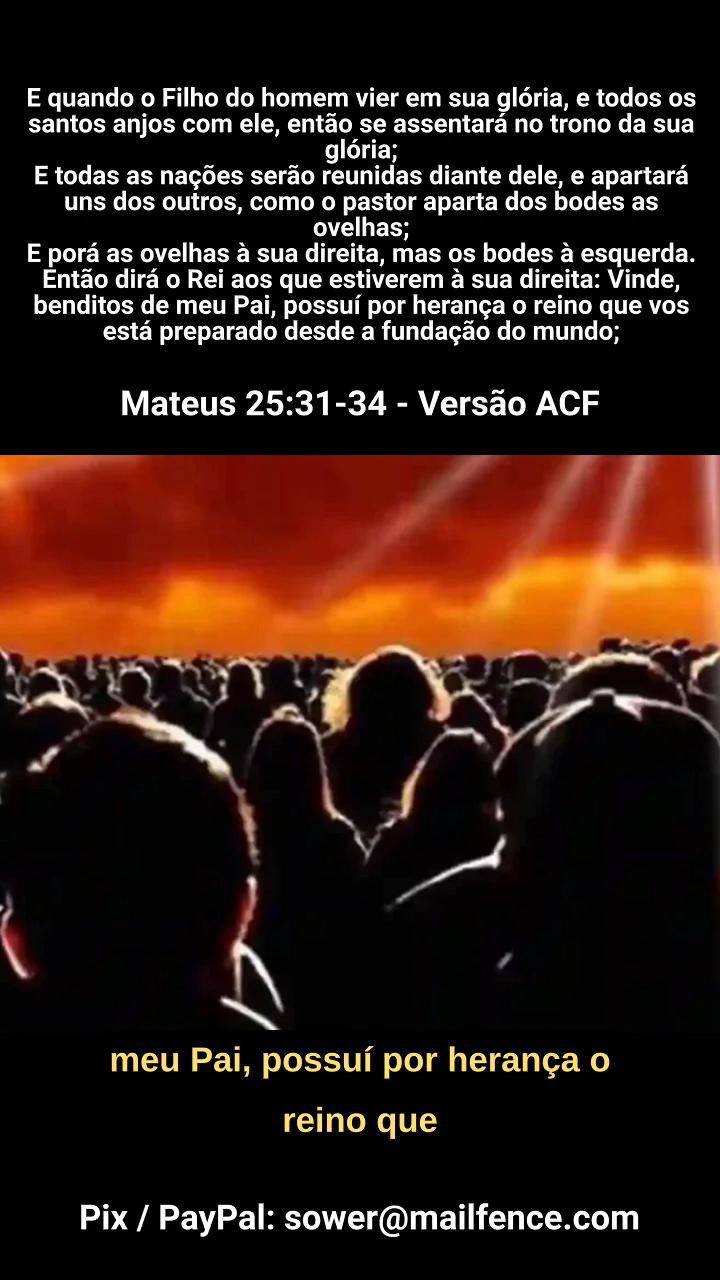 E quando o Filho do homem vier em sua glória, e todos os
santos anjos com ele, então se assentará no trono da sua
glória;
E todas as nações serão reunidas diante dele, e apartará
uns dos outros, como o pastor aparta dos bodes as
ovelhas;
E porá as ovelhas à sua direita, mas os bodes à esquerda.
Então dirá o Rei aos que estiverem à sua direita: Vinde,
benditos de meu Pai, possuí por herança o reino que vos
está preparado desde a fundação do mundo;
Mateus 25:31-34 - Versão ACF
meu Pai, possuí por herança o
reino que
Pix / PayPal: sower@mailfence.com